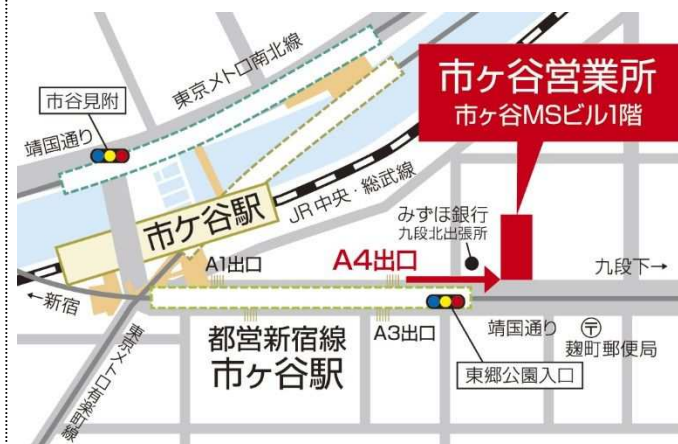 市ヶ谷営業所
市ヶ谷MSビル1階
東京メトロ南北線
市谷見附
靖国通り
JR中央・総武線
市ケ谷駅
みずほ銀行
九段北出張所
A1出口
A4出口
九段下→
←新宿
都営新宿線
市ヶ谷駅
A3出口
靖国通り
〒
麹町郵便局
東郷公園入口
東京メトロ有楽町線